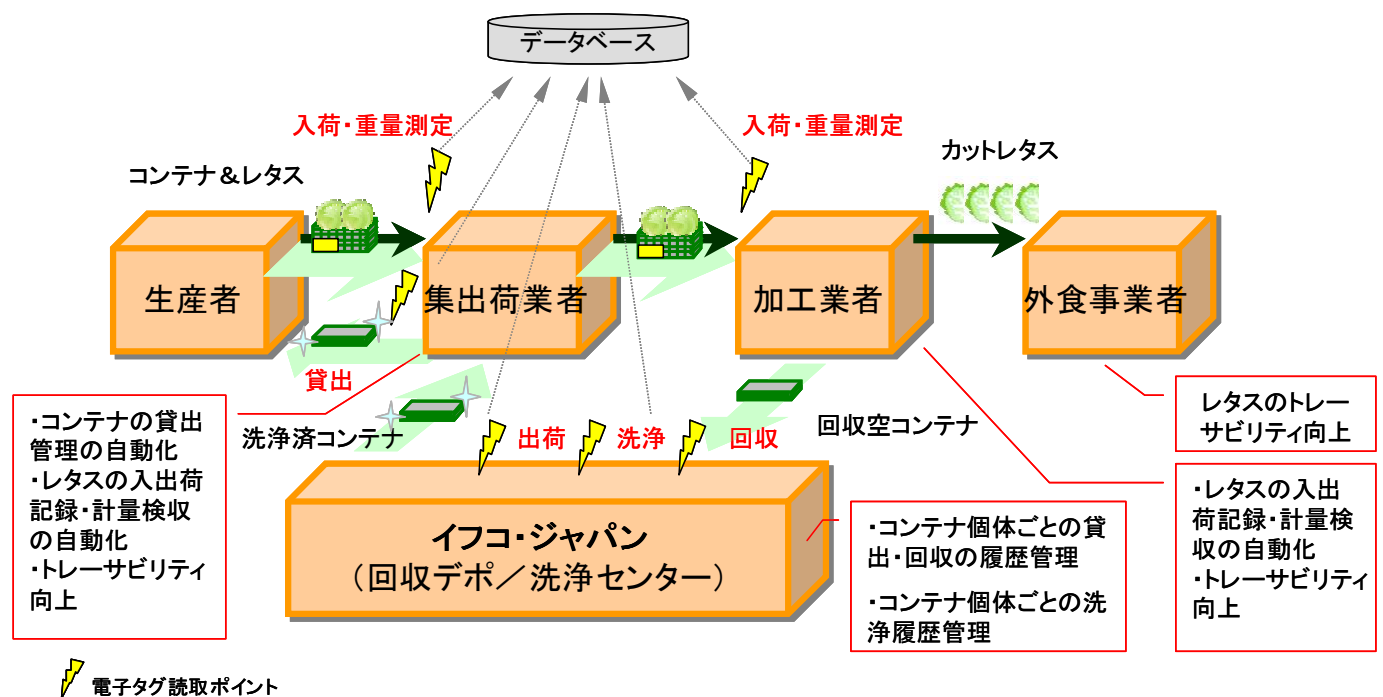 データベース
入荷・重量測定
入荷・重量測定
コンテナ&レタス
カットレタス
生産者
集出荷業者
加工業者
外食事業者
貸出
洗浄済コンテナ
出荷
洗浄
回収
回収空コンテナ
・コンテナの貸出
管理の自動化
・レタスの入出荷
記録・計量検収
の自動化
・トレーサビリティ
向上
レタスのトレー
サビリティ向上
イフコ・ジャパン
（回収デポ／洗浄センター）
・コンテナ個体ごとの貸
出・回収の履歴管理
・コンテナ個体ごとの洗
浄履歴管理
・レタスの入出
荷記録・計量検
収の自動化
・トレーサビリティ
向上
電子タグ読取ポイント